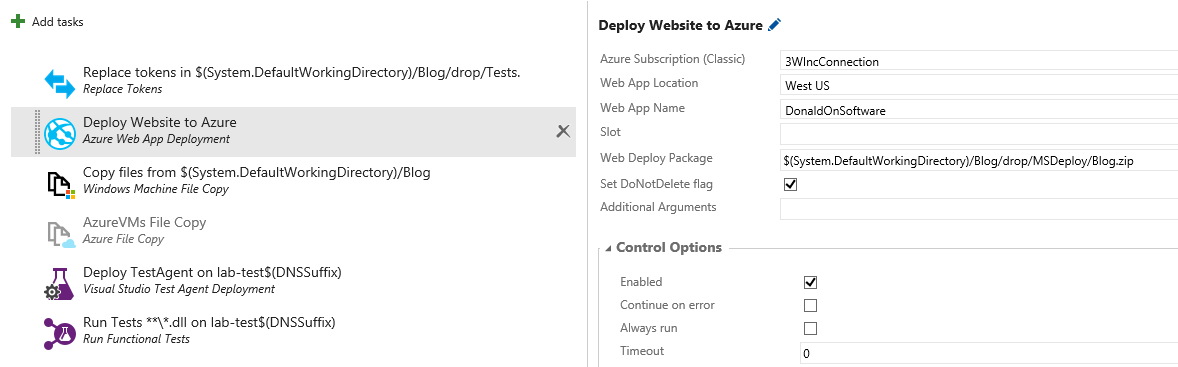 Add tasks
Replace tokens in $(System.DefaultWorkingDirectory)/Blog/drop/Tests.
Replace Tokens
Deploy Website to Azure
Azure Web App Deployment
Copy files from $(System.DefaultWorkingDirectory)/Blog
Windows Machine File Copy
AzureVMs File Copy
Azure File Copy
Deploy TestAgent on lab-test$(DNSSuffix)
Visual Studio Test Agent Deployment
Run Tests **\*.dll on lab-test$(DNSSuffix)
Run Functional Tests
Deploy Website to Azure
Azure Subscription (Classic) 3WIncConnection
Web App Location West US
Web App Name DonaldOnSoftware
Slot
Web Deploy Package $(System.DefaultWorkingDirectory)/Blog/drop/MSDeploy/Blog.zip
Set DoNotDelete flag
Additional Arguments
Control Options
Enabled
Continue on error
Always run
Timeout 0